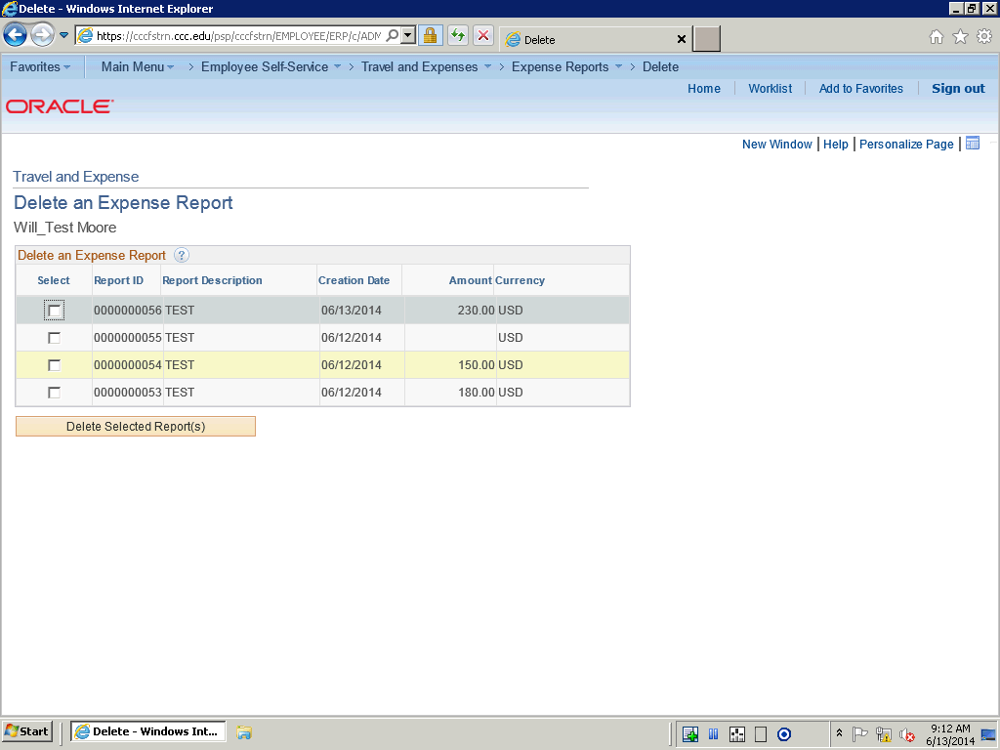 Delete - Windows Internet Explorer
https://cccfstrn.ccc.edu/psp/cccfstrn/EMPLOYEE/ERP/c/ADM
Delete
Favorites Main Menu > Employee Self-Service > Travel and Expenses > Expense Reports > Delete
Home Worklist Add to Favorites Sign out
ORACLE
New Window | Help | Personalize Page |
Travel and Expense
Delete an Expense Report
Will_Test Moore
Delete an Expense Report ?
Select Report ID Report Description Creation Date Amount Currency
0000000056 TEST 06/13/2014 230.00 USD
0000000055 TEST 06/12/2014 USD
0000000054 TEST 06/12/2014 150.00 USD
0000000053 TEST 06/12/2014 180.00 USD
Delete Selected Report(s)
Start Delete - Windows Int... 9:12 AM
6/13/2014